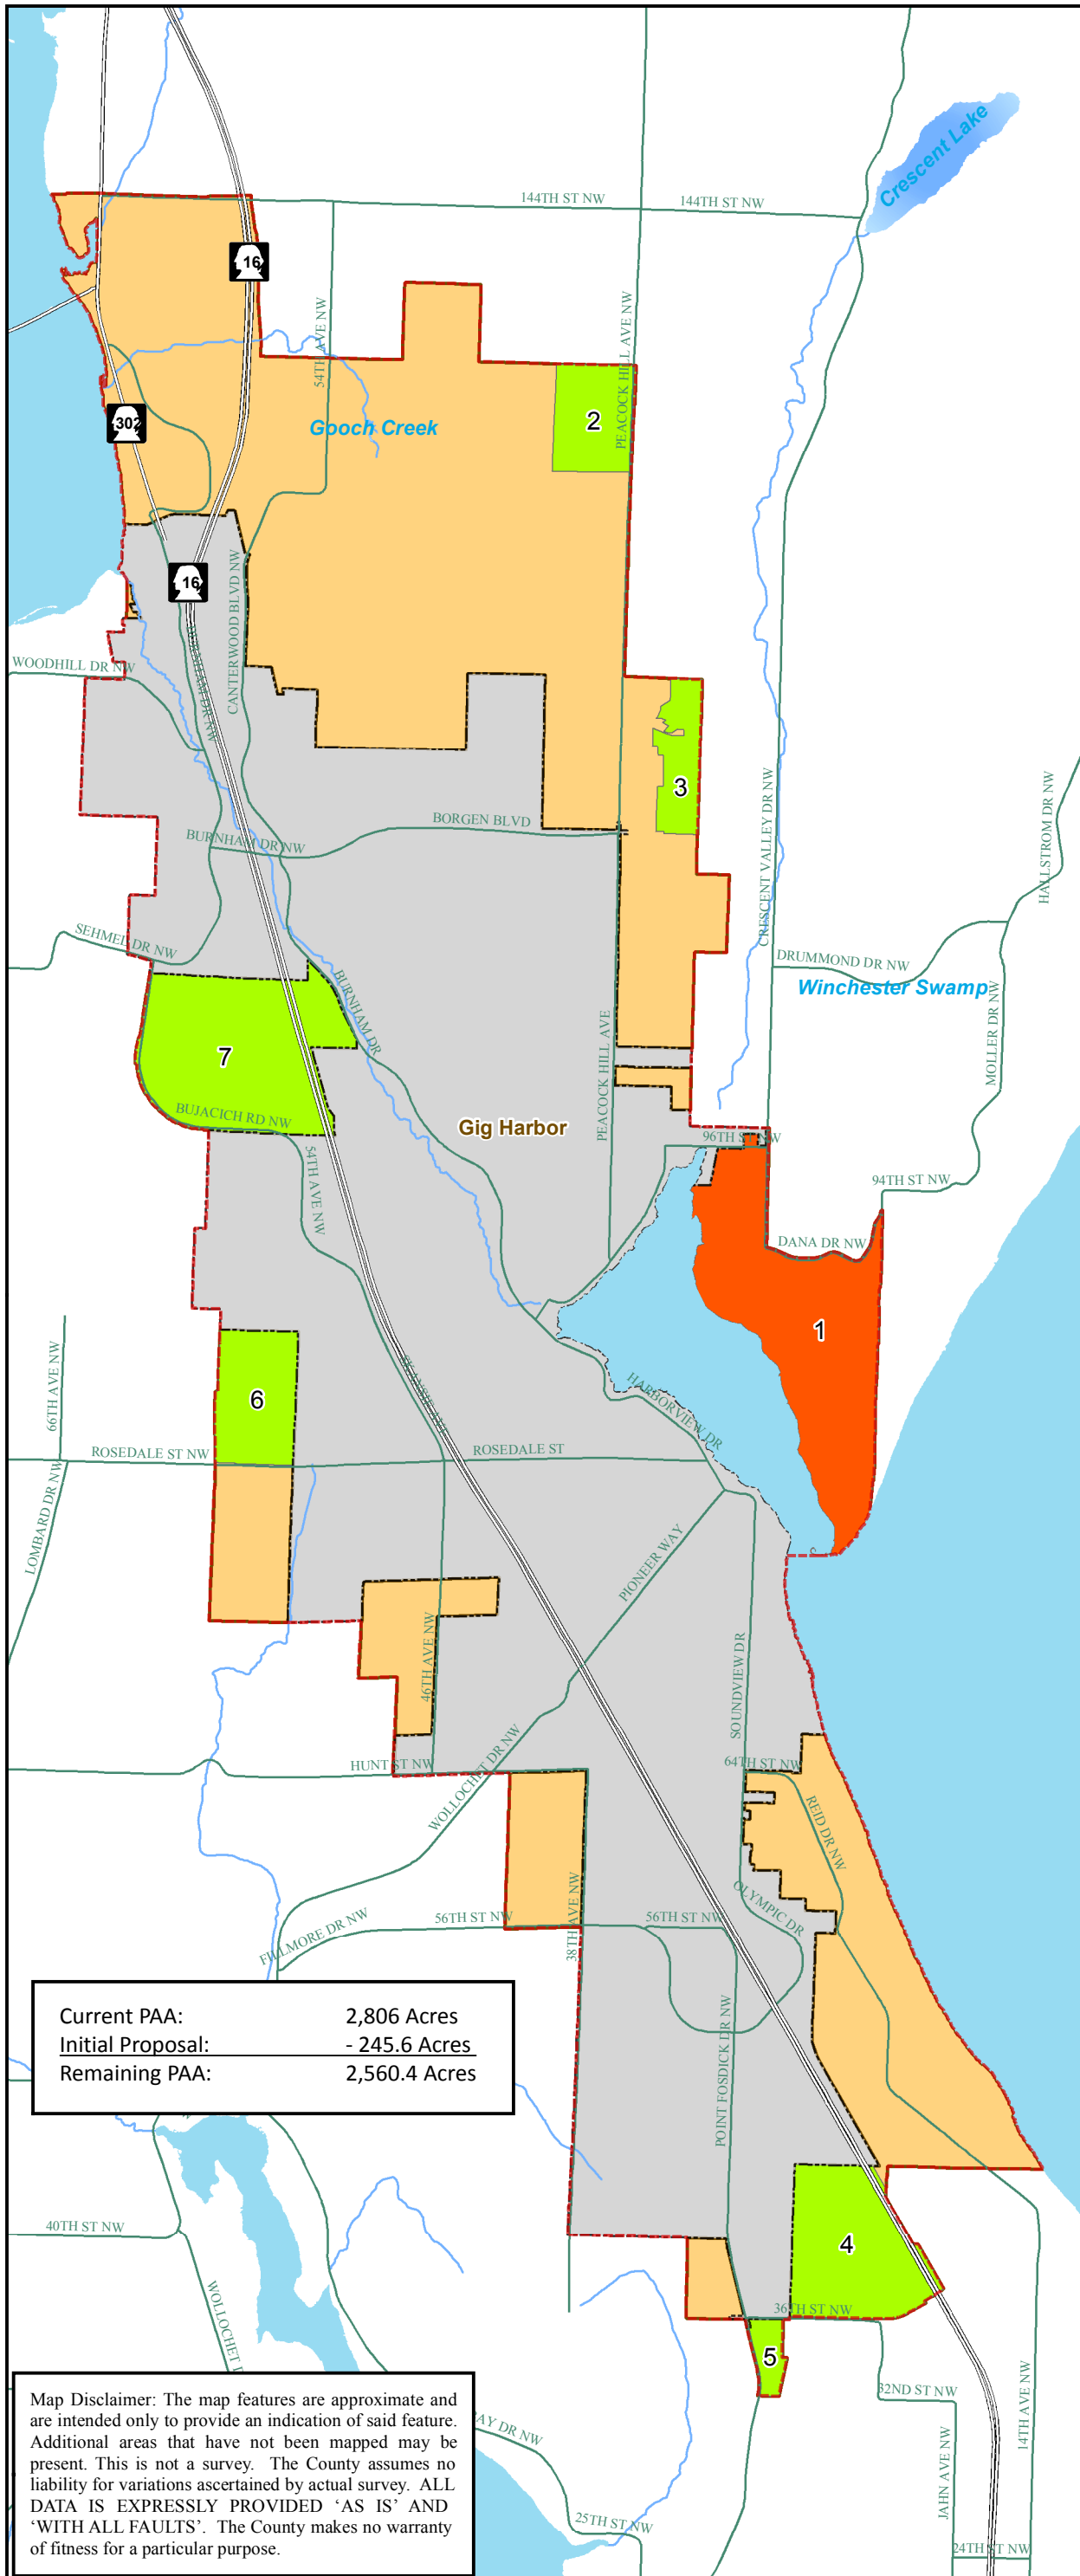 Crescent Lake
144TH ST NW
144TH ST NW
16
54TH AVE NW
PEACOCK HILL AVE NW
2
302
Gooch Creek
16
CANTERWOOD BLVD NW
BURNHAM DR NW
WOODHILL DR NW
3
CRESCENT VALLEY DR NW
HALLSTROM DR NW
BORGEN BLVD
BURNHAM DR NW
SEHMEL DR NW
DRUMMOND DR NW
Winchester Swamp
MOLLER DR NW
BURNHAM DR
7
PEACOCK HILL AVE
BUJACICH RD NW
Gig Harbor
96TH ST NW
54TH AVE NW
94TH ST NW
DANA DR NW
1
66TH AVE NW
6
SKANSIE AVE
HARBORVIEW DR
ROSEDALE ST NW
ROSEDALE ST
LOMBARD DR NW
PIONEER WAY
46TH AVE NW
SOUNDVIEW DR
HUNT ST NW
WOLLOCHET DR NW
64TH ST NW
REID DR NW
38TH AVE NW
OLYMPIC DR
FILLMORE DR NW
56TH ST NW
56TH ST NW
Current PAA: 2,806 Acres
Initial Proposal: - 245.6 Acres
Remaining PAA: 2,560.4 Acres
POINT FOSDICK DR NW
40TH ST NW
4
WOLLOCHET D
36TH ST NW
5
32ND ST NW
14TH AVE NW
JAHN AVE NW
AY DR NW
25TH ST NW
24TH ST NW
Map Disclaimer: The map features are approximate and
are intended only to provide an indication of said feature.
Additional areas that have not been mapped may be
present. This is not a survey. The County assumes no
liability for variations ascertained by actual survey. ALL
DATA IS EXPRESSLY PROVIDED ‘AS IS’ AND
‘WITH ALL FAULTS’. The County makes no warranty
of fitness for a particular purpose.